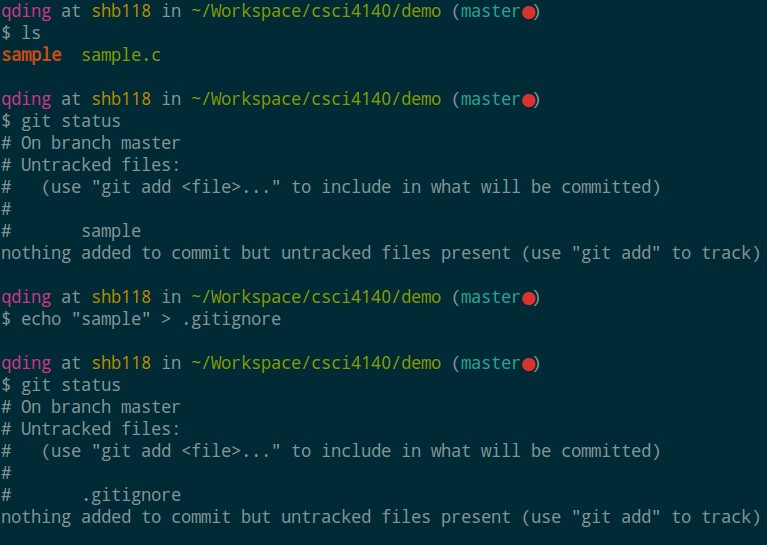 qding at shb118 in ~/Workspace/csci4140/demo (master●)
$ ls
sample  sample.c

qding at shb118 in ~/Workspace/csci4140/demo (master●)
$ git status
# On branch master
# Untracked files:
#   (use "git add <file>..." to include in what will be committed)
#
#       sample
nothing added to commit but untracked files present (use "git add" to track)

qding at shb118 in ~/Workspace/csci4140/demo (master●)
$ echo "sample" > .gitignore

qding at shb118 in ~/Workspace/csci4140/demo (master●)
$ git status
# On branch master
# Untracked files:
#   (use "git add <file>..." to include in what will be committed)
#
#       .gitignore
nothing added to commit but untracked files present (use "git add" to track)